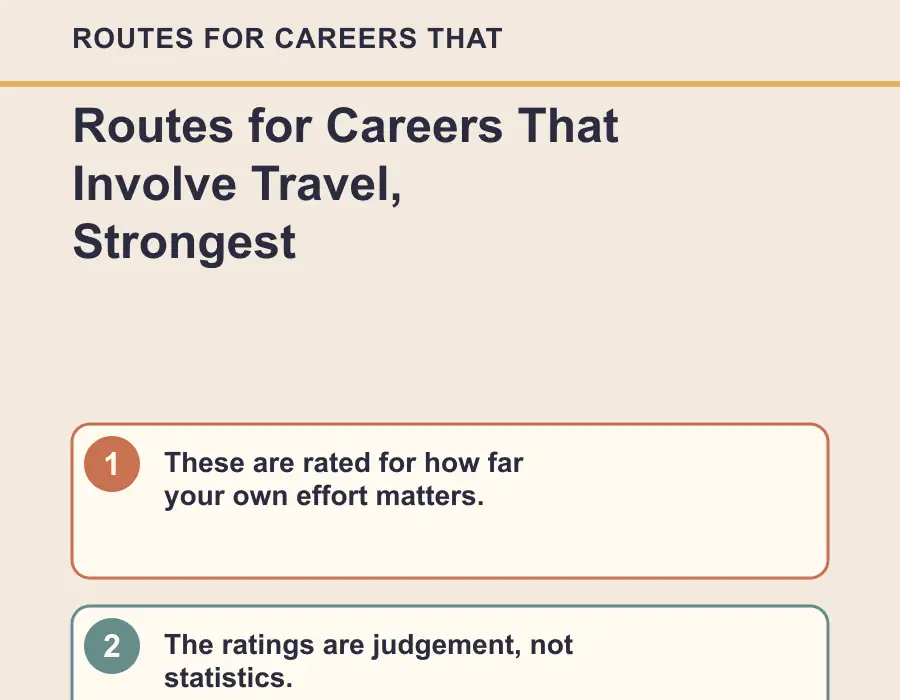 ROUTES FOR CAREERS THAT
Routes for Careers That
Involve Travel,
Strongest
1
These are rated for how far
your own effort matters.
2
The ratings are judgement, not
statistics.